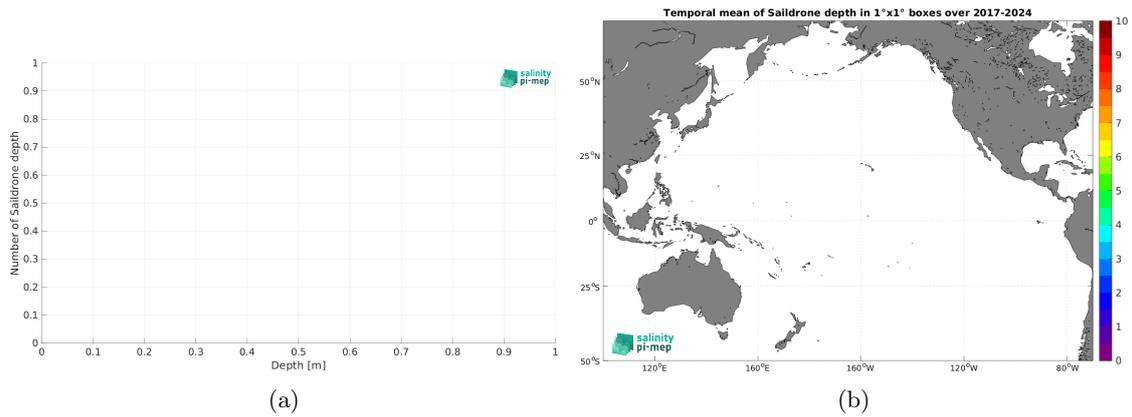 Temporal mean of Saildrone depth in 1°x1° boxes over 2017-2024
1
0.9
0.8
0.7
0.6
0.5
0.4
0.3
0.2
0.1
0
Number of Saildrone depth
salinity
pi-mep
0 0.1 0.2 0.3 0.4 0.5 0.6 0.7 0.8 0.9 1
Depth [m]
(a)
50°N
25°N
0°
25°S
50°S
salinity
pi-mep
120°E 160°E 160°W 120°W 80°W
10
9
8
7
6
5
4
3
2
1
0
(b)